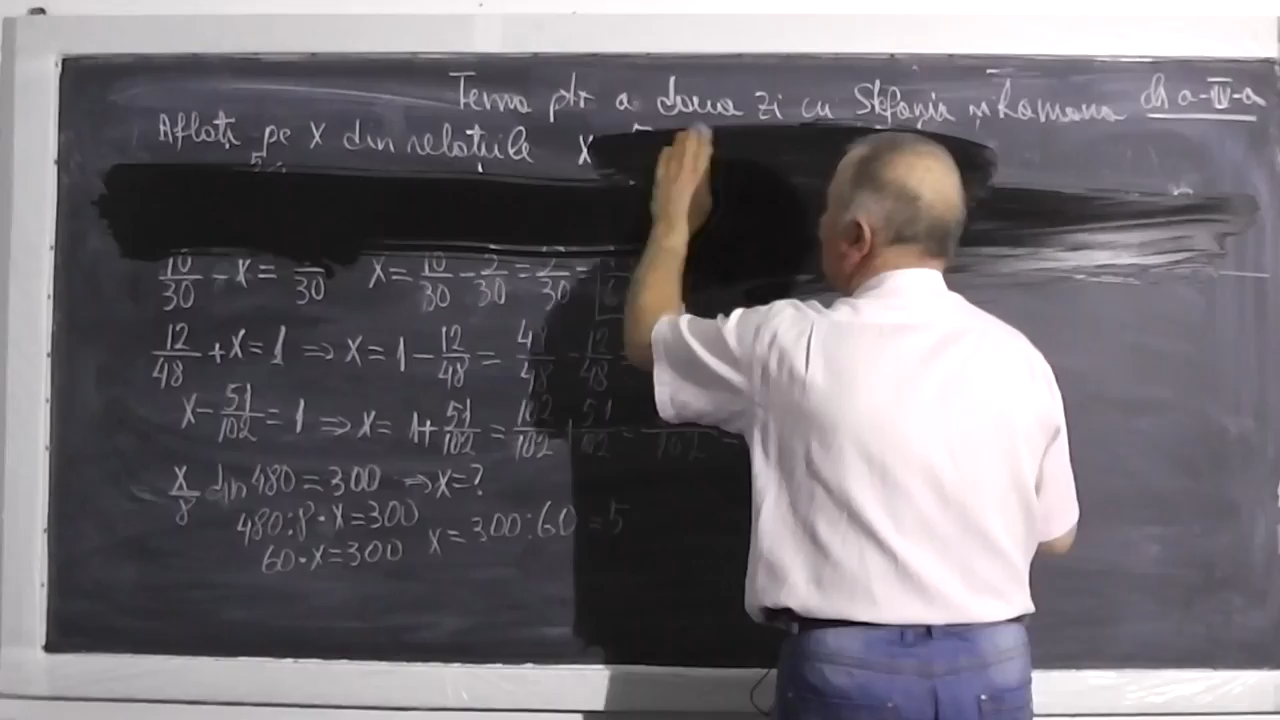 Tema ptr a doua zi cu Stefania și Ramona cl a-IV-a
Aflați pe X din relațiile X
10/30 - X = /30 X = 10/30 - 2/30 = /30 =
12/48 + X = 1 ⇒ X = 1 - 12/48 = 48/48 - 12/48
X - 51/102 = 1 ⇒ X = 1 + 51/102 = 102/102 + 51/102 = /102 =
X/8 din 480 = 300 ⇒ X = ?
480:8·X=300
60·X=300 X=300:60=5